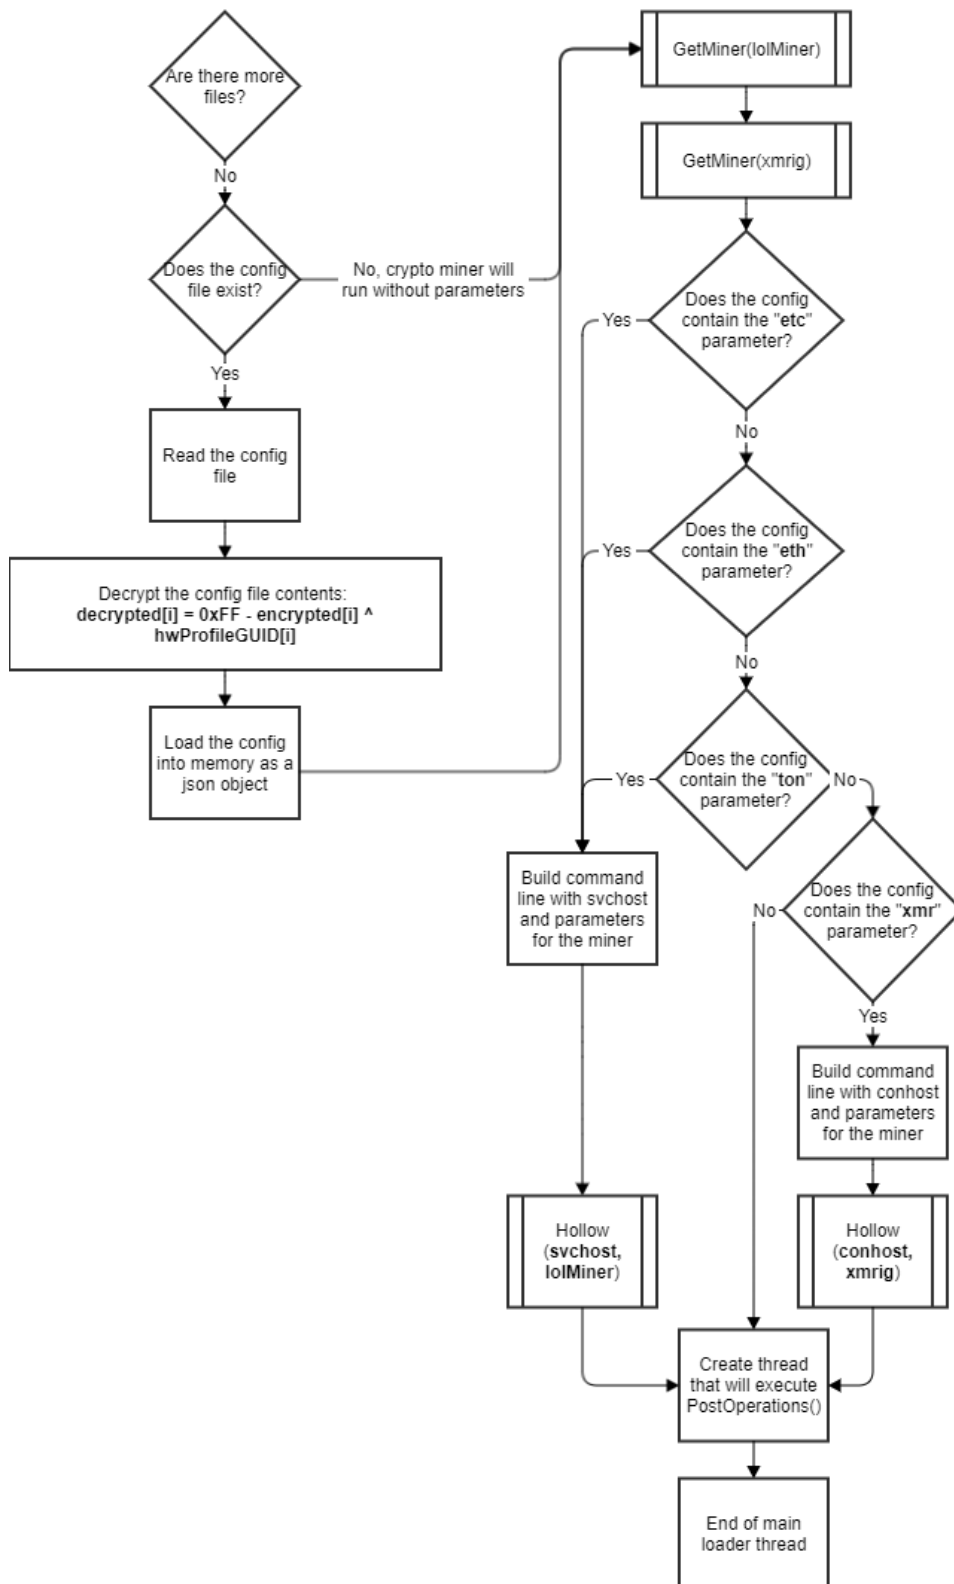 Are there more
files?
No
Does the config
file exist?
No, crypto miner will
run without parameters
Yes
Read the config
file
Decrypt the config file contents:
decrypted[i] = 0xFF - encrypted[i] ^
hwProfileGUID[i]
Load the config
into memory as a
json object
GetMiner(lolMiner)
GetMiner(xmrig)
Does the config
contain the "etc"
parameter?
Yes
No
Does the config
contain the "eth"
parameter?
Yes
No
Does the config
contain the "ton"
parameter?
Yes
No
Build command
line with svchost
and parameters
for the miner
Does the config
contain the "xmr"
parameter?
No
Yes
Build command
line with conhost
and parameters
for the miner
Hollow
(svchost,
lolMiner)
Hollow
(conhost,
xmrig)
Create thread
that will execute
PostOperations()
End of main
loader thread